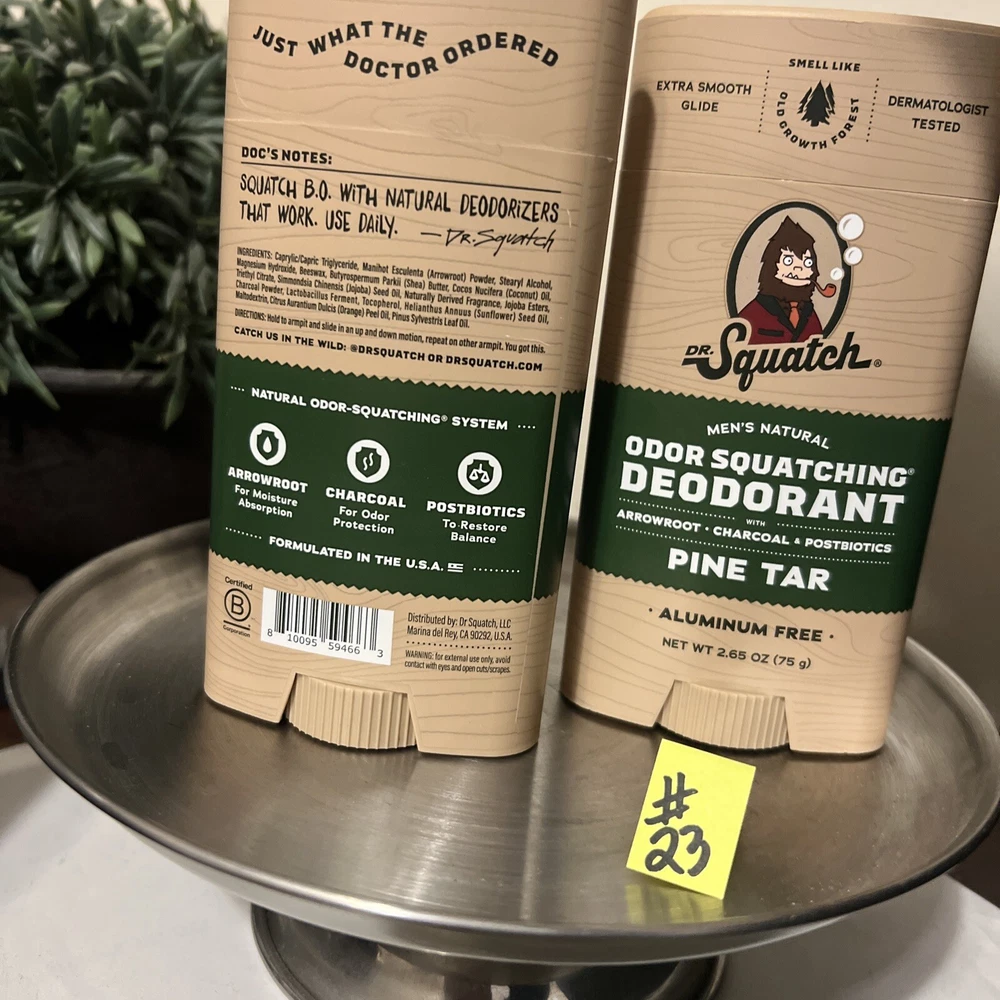 JUST WHAT THE
DOCTOR ORDERED
DOC'S NOTES:
SQUATCH B.O. WITH NATURAL DEODORIZERS
THAT WORK. USE DAILY. —Dr. Squatch
INGREDIENTS: Caprylic/Capric Triglyceride, Manihot Esculenta (Arrowroot) Powder, Stearyl Alcohol,
Magnesium Hydroxide, Beeswax, Butyrospermum Parkii (Shea) Butter, Cocos Nucifera (Coconut) Oil,
Triethyl Citrate, Simmondsia Chinensis (Jojoba) Seed Oil, Naturally Derived Fragrance, Jojoba Esters,
Charcoal Powder, Lactobacillus Ferment, Tocopherol, Helianthus Annuus (Sunflower) Seed Oil,
Maltodextrin, Citrus Aurantium Dulcis (Orange) Peel Oil, Pinus Sylvestris Leaf Oil.
DIRECTIONS: Hold to armpit and slide in an up and down motion, repeat on other armpit. You got this.
CATCH US IN THE WILD: @DRSQUATCH OR DRSQUATCH.COM
NATURAL ODOR-SQUATCHING® SYSTEM
ARROWROOT
For Moisture
Absorption
CHARCOAL
For Odor
Protection
POSTBIOTICS
To Restore
Balance
FORMULATED IN THE U.S.A.
Certified
B
Corporation
8 10095 59466 3
Distributed by: Dr Squatch, LLC
Marina del Rey, CA 90292, U.S.A.
WARNING: for external use only, avoid
contact with eyes and open cuts/scrapes.
EXTRA SMOOTH
GLIDE
SMELL LIKE
OLD GROWTH FOREST
DERMATOLOGIST
TESTED
DR. Squatch®
MEN'S NATURAL
ODOR SQUATCHING®
DEODORANT
WITH
ARROWROOT • CHARCOAL & POSTBIOTICS
PINE TAR
• ALUMINUM FREE •
NET WT 2.65 OZ (75 g)
#
23